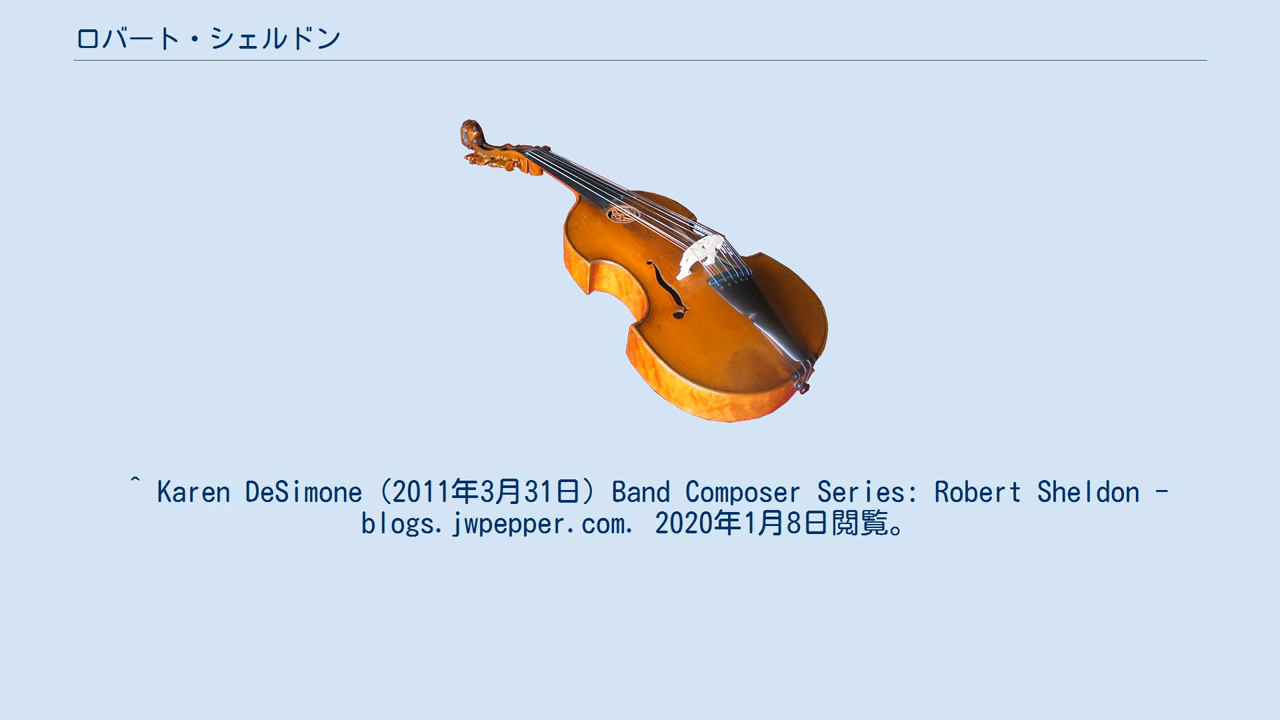 ロバート・シェルドン
^ Karen DeSimone (2011年3月31日) Band Composer Series: Robert Sheldon -
blogs.jwpepper.com. 2020年1月8日閲覧。